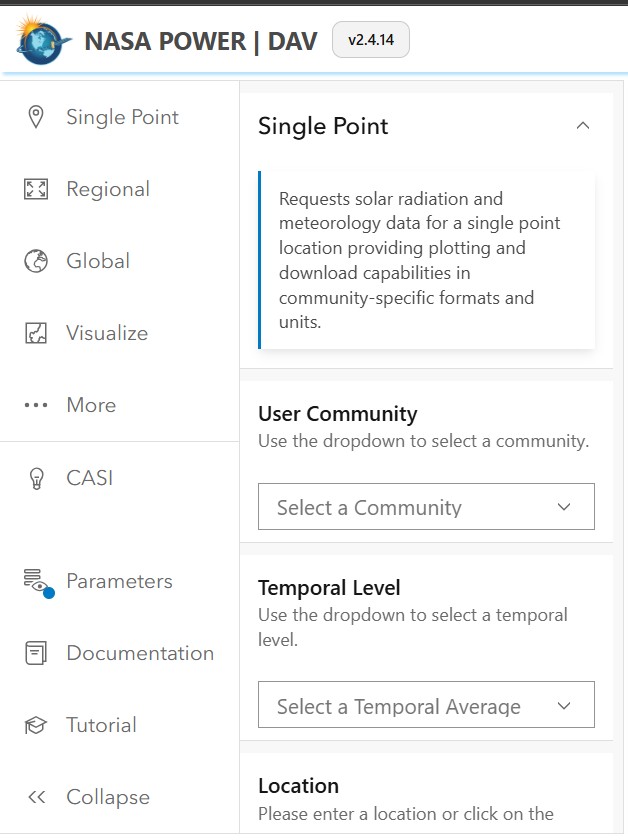 NASA POWER | DAV
v2.4.14
Single Point
Regional
Global
Visualize
More
CASI
Parameters
Documentation
Tutorial
Collapse
Single Point
Requests solar radiation and
meteorology data for a single point
location providing plotting and
download capabilities in
community-specific formats and
units.
User Community
Use the dropdown to select a community.
Select a Community
Temporal Level
Use the dropdown to select a temporal
level.
Select a Temporal Average
Location
Please enter a location or click on the